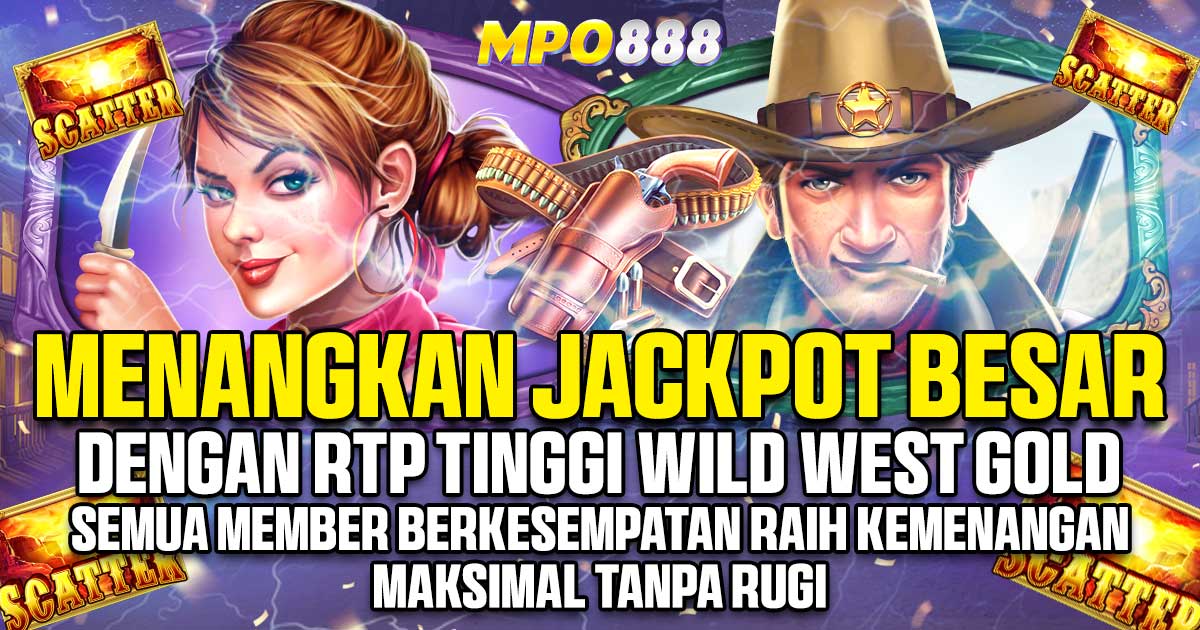 MPO888
SCATTER
SCATTER
MENANGKAN JACKPOT BESAR
DENGAN RTP TINGGI WILD WEST GOLD
SEMUA MEMBER BERKESEMPATAN RAIH KEMENANGAN
MAKSIMAL TANPA RUGI
SCATTER
SCATTER